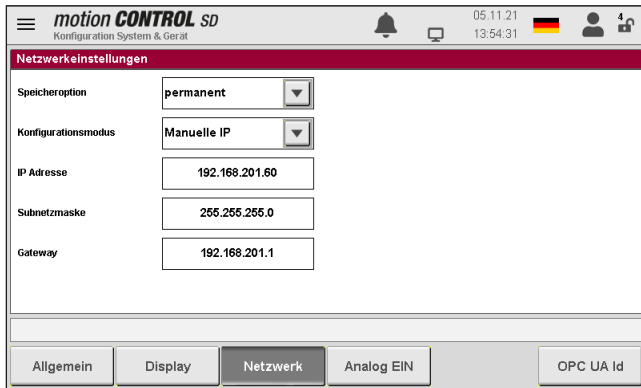 motion CONTROL SD
Konfiguration System & Gerät
05.11.21
13:54:31
4
Netzwerkeinstellungen
Speicheroption permanent
Konfigurationsmodus Manuelle IP
IP Adresse 192.168.201.60
Subnetzmaske 255.255.255.0
Gateway 192.168.201.1
Allgemein Display Netzwerk Analog EIN OPC UA Id